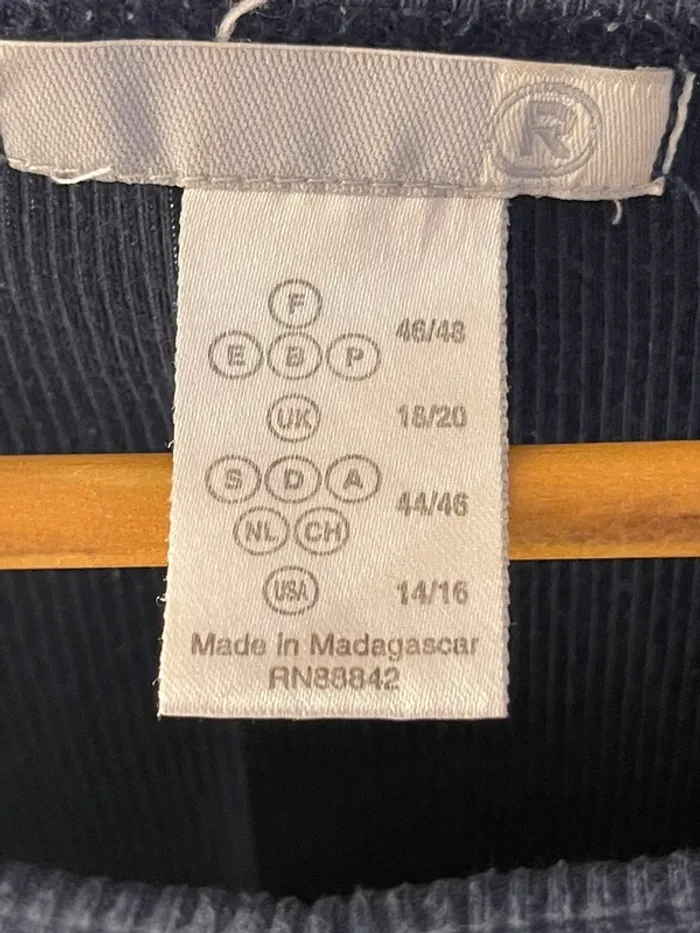 R
F
E B P 46/48
UK 18/20
S D A
NL CH 44/46
USA 14/16
Made in Madagascar
RN88842